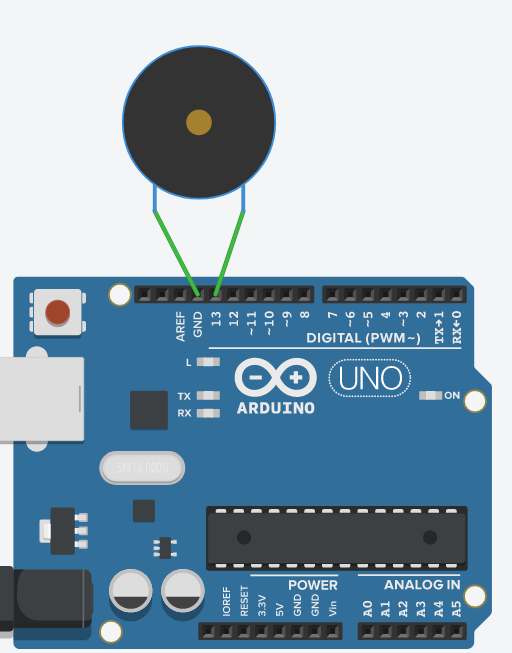 AREF
GND
13
12
~11
~10
~9
8
7
~6
~5
4
~3
2
TX→1
RX←0
DIGITAL (PWM~)
L
TX
RX
ARDUINO
UNO
ON
SPK16.000G
IOREF
RESET
3.3V
5V
GND
GND
Vin
POWER
ANALOG IN
A0
A1
A2
A3
A4
A5